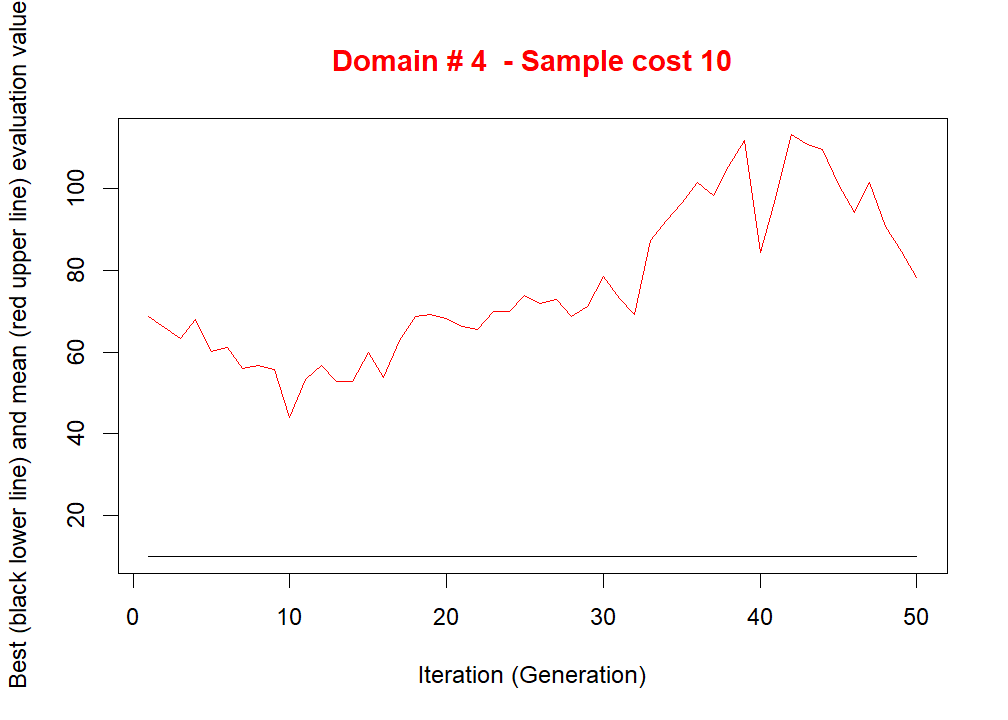 Domain # 4  - Sample cost 10
Best (black lower line) and mean (red upper line) evaluation value
100
80
60
40
20
0 10 20 30 40 50
Iteration (Generation)